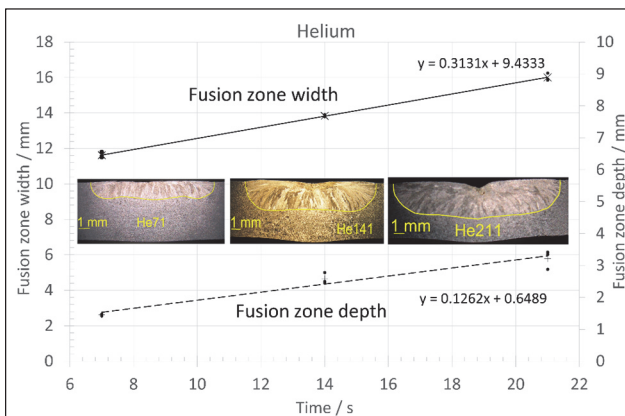 Helium
18
16
14
12
10
8
6
4
2
0
Fusion zone width / mm
10
9
8
7
6
5
4
3
2
1
0
Fusion zone depth / mm
y = 0.3131x + 9.4333
Fusion zone width
1 mm
He71
1 mm
He141
1 mm
He211
y = 0.1262x + 0.6489
Fusion zone depth
6 8 10 12 14 16 18 20 22
Time / s